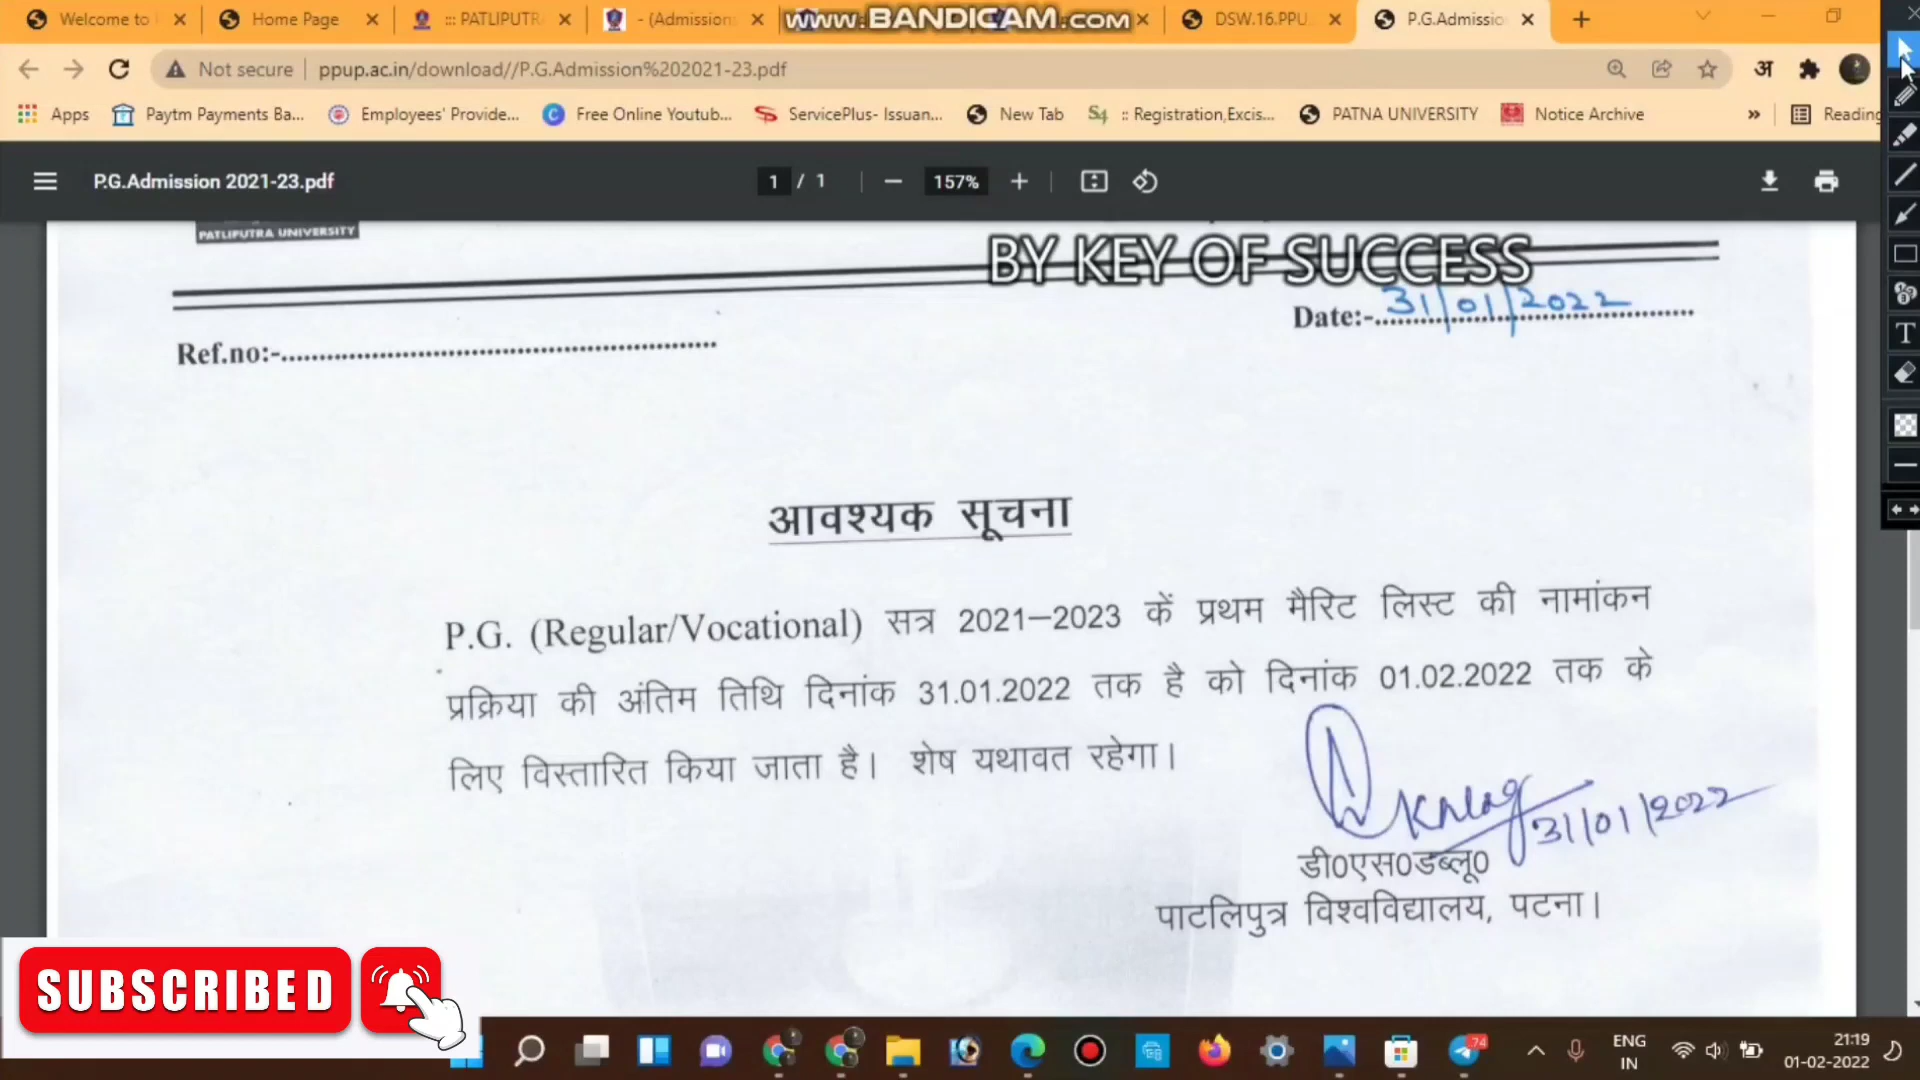 Welcome to
Home Page
::: PATLIPUTR
- (Admission
www.BANDICAM.com
DSW.16.PPU
P.G.Admissio
Not secure
ppup.ac.in/download//P.G.Admission%202021-23.pdf
अ
Apps
Paytm Payments Ba...
Employees' Provide...
Free Online Youtub...
ServicePlus- Issuan...
New Tab
:: Registration,Excis...
PATNA UNIVERSITY
Notice Archive
»
Reading
P.G.Admission 2021-23.pdf
1 / 1
157%
PATLIPUTRA UNIVERSITY
BY KEY OF SUCCESS
Date:- 31/01/2022
Ref.no:-
आवश्यक सूचना
P.G. (Regular/Vocational) सत्र 2021–2023 कें प्रथम मैरिट लिस्ट की नामांकन
प्रक्रिया की अंतिम तिथि दिनांक 31.01.2022 तक है को दिनांक 01.02.2022 तक के
लिए विस्तारित किया जाता है। शेष यथावत रहेगा।
31/01/2022
डी0एस0डब्लू0
पाटलिपुत्र विश्वविद्यालय, पटना।
SUBSCRIBED
74
ENG
IN
21:19
01-02-2022